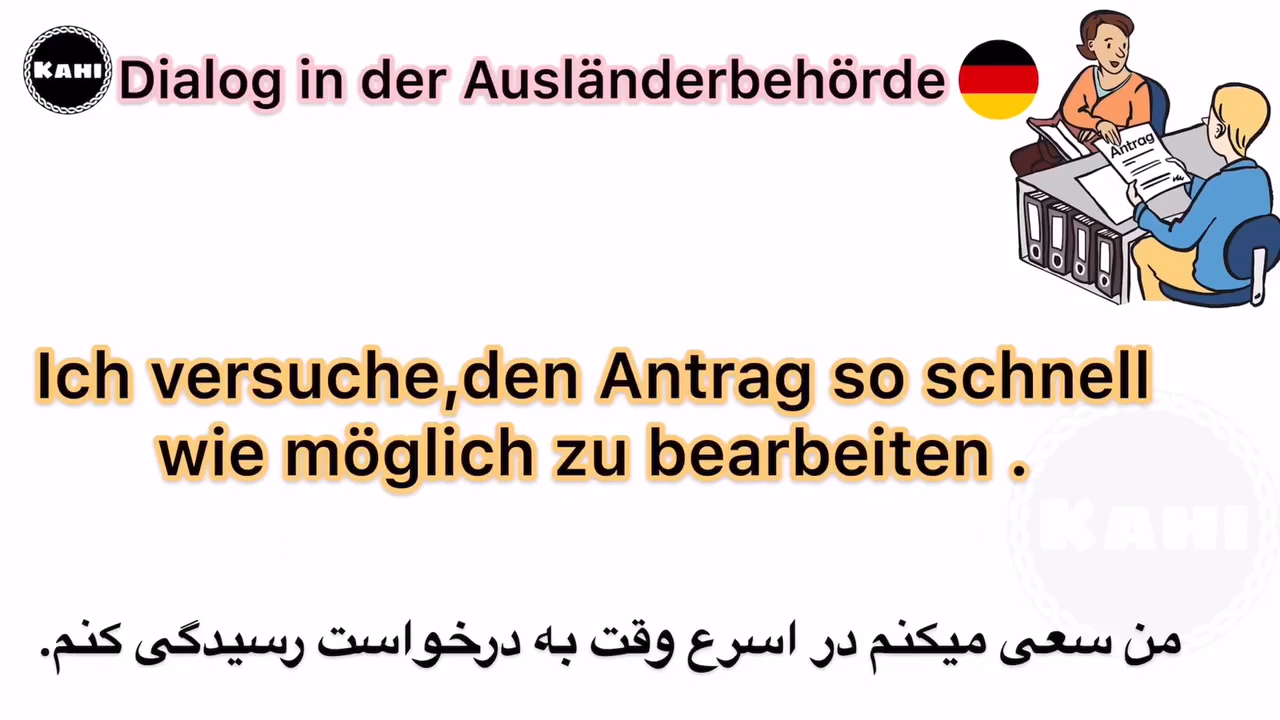 KAHI
Dialog in der Ausländerbehörde
Antrag
Ich versuche,den Antrag so schnell
wie möglich zu bearbeiten .
KAHI
من سعی میکنم در اسرع وقت به درخواست رسیدگی کنم.